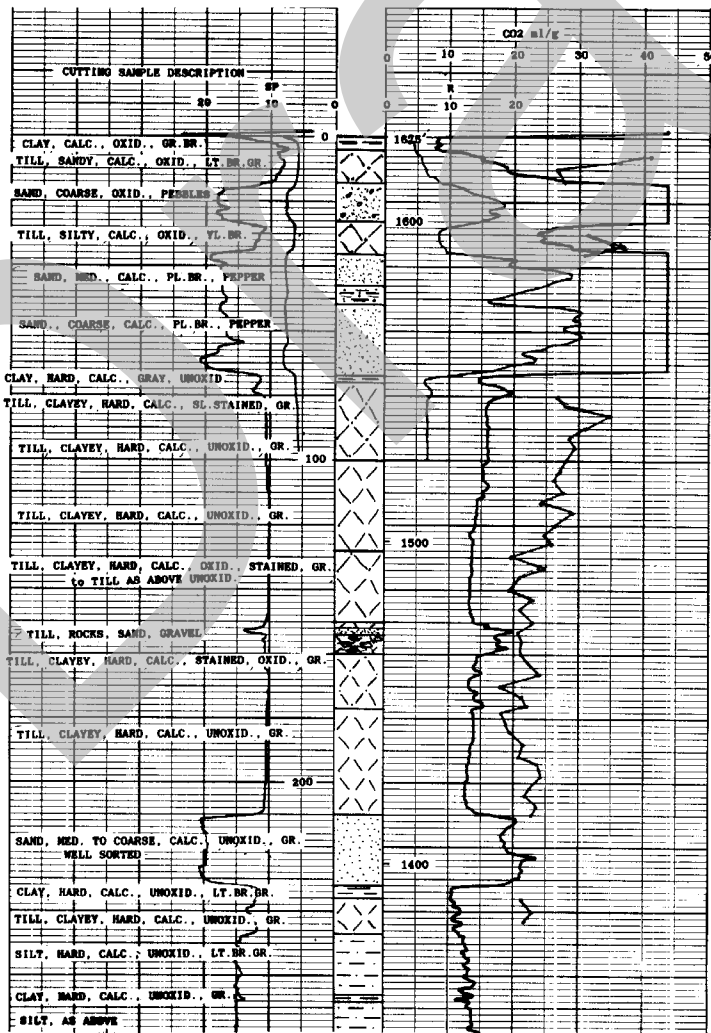 CO2 ml/g
0 10 20 30 40 50
CUTTING SAMPLE DESCRIPTION
SP
R
20 10 0
0 10
0
1625'
CLAY, CALC., OXID., GR.BR.
TILL, SANDY, CALC., OXID., LT.BR.GR.
SAND, COARSE, OXID., PEBBLES
1600
TILL, SILTY, CALC., OXID., YL.BR.
SAND, MED., CALC., PL.BR., PEPPER
SAND., COARSE, CALC., PL.BR., PEPPER
CLAY, HARD, CALC., GRAY, UNOXID.
TILL, CLAYEY, HARD, CALC., SL.STAINED, GR.
TILL, CLAYEY, HARD, CALC., UNOXID., GR.
100
TILL, CLAYEY, HARD, CALC., UNOXID., GR.
1500
TILL, CLAYEY, HARD, CALC., OXID., STAINED, GR.
to TILL AS ABOVE UNOXID.
TILL, ROCKS, SAND, GRAVEL
TILL, CLAYEY, HARD, CALC., STAINED, OXID., GR.
TILL, CLAYEY, HARD, CALC., UNOXID., GR.
200
SAND, MED. TO COARSE, CALC., UNOXID., GR.
WELL SORTED
1400
CLAY, HARD, CALC., UNOXID., LT.BR.GR.
TILL, CLAYEY, HARD, CALC., UNOXID., GR.
SILT, HARD, CALC., UNOXID., LT.BR.GR.
CLAY, HARD, CALC., UNOXID., GR.
SILT, AS ABOVE